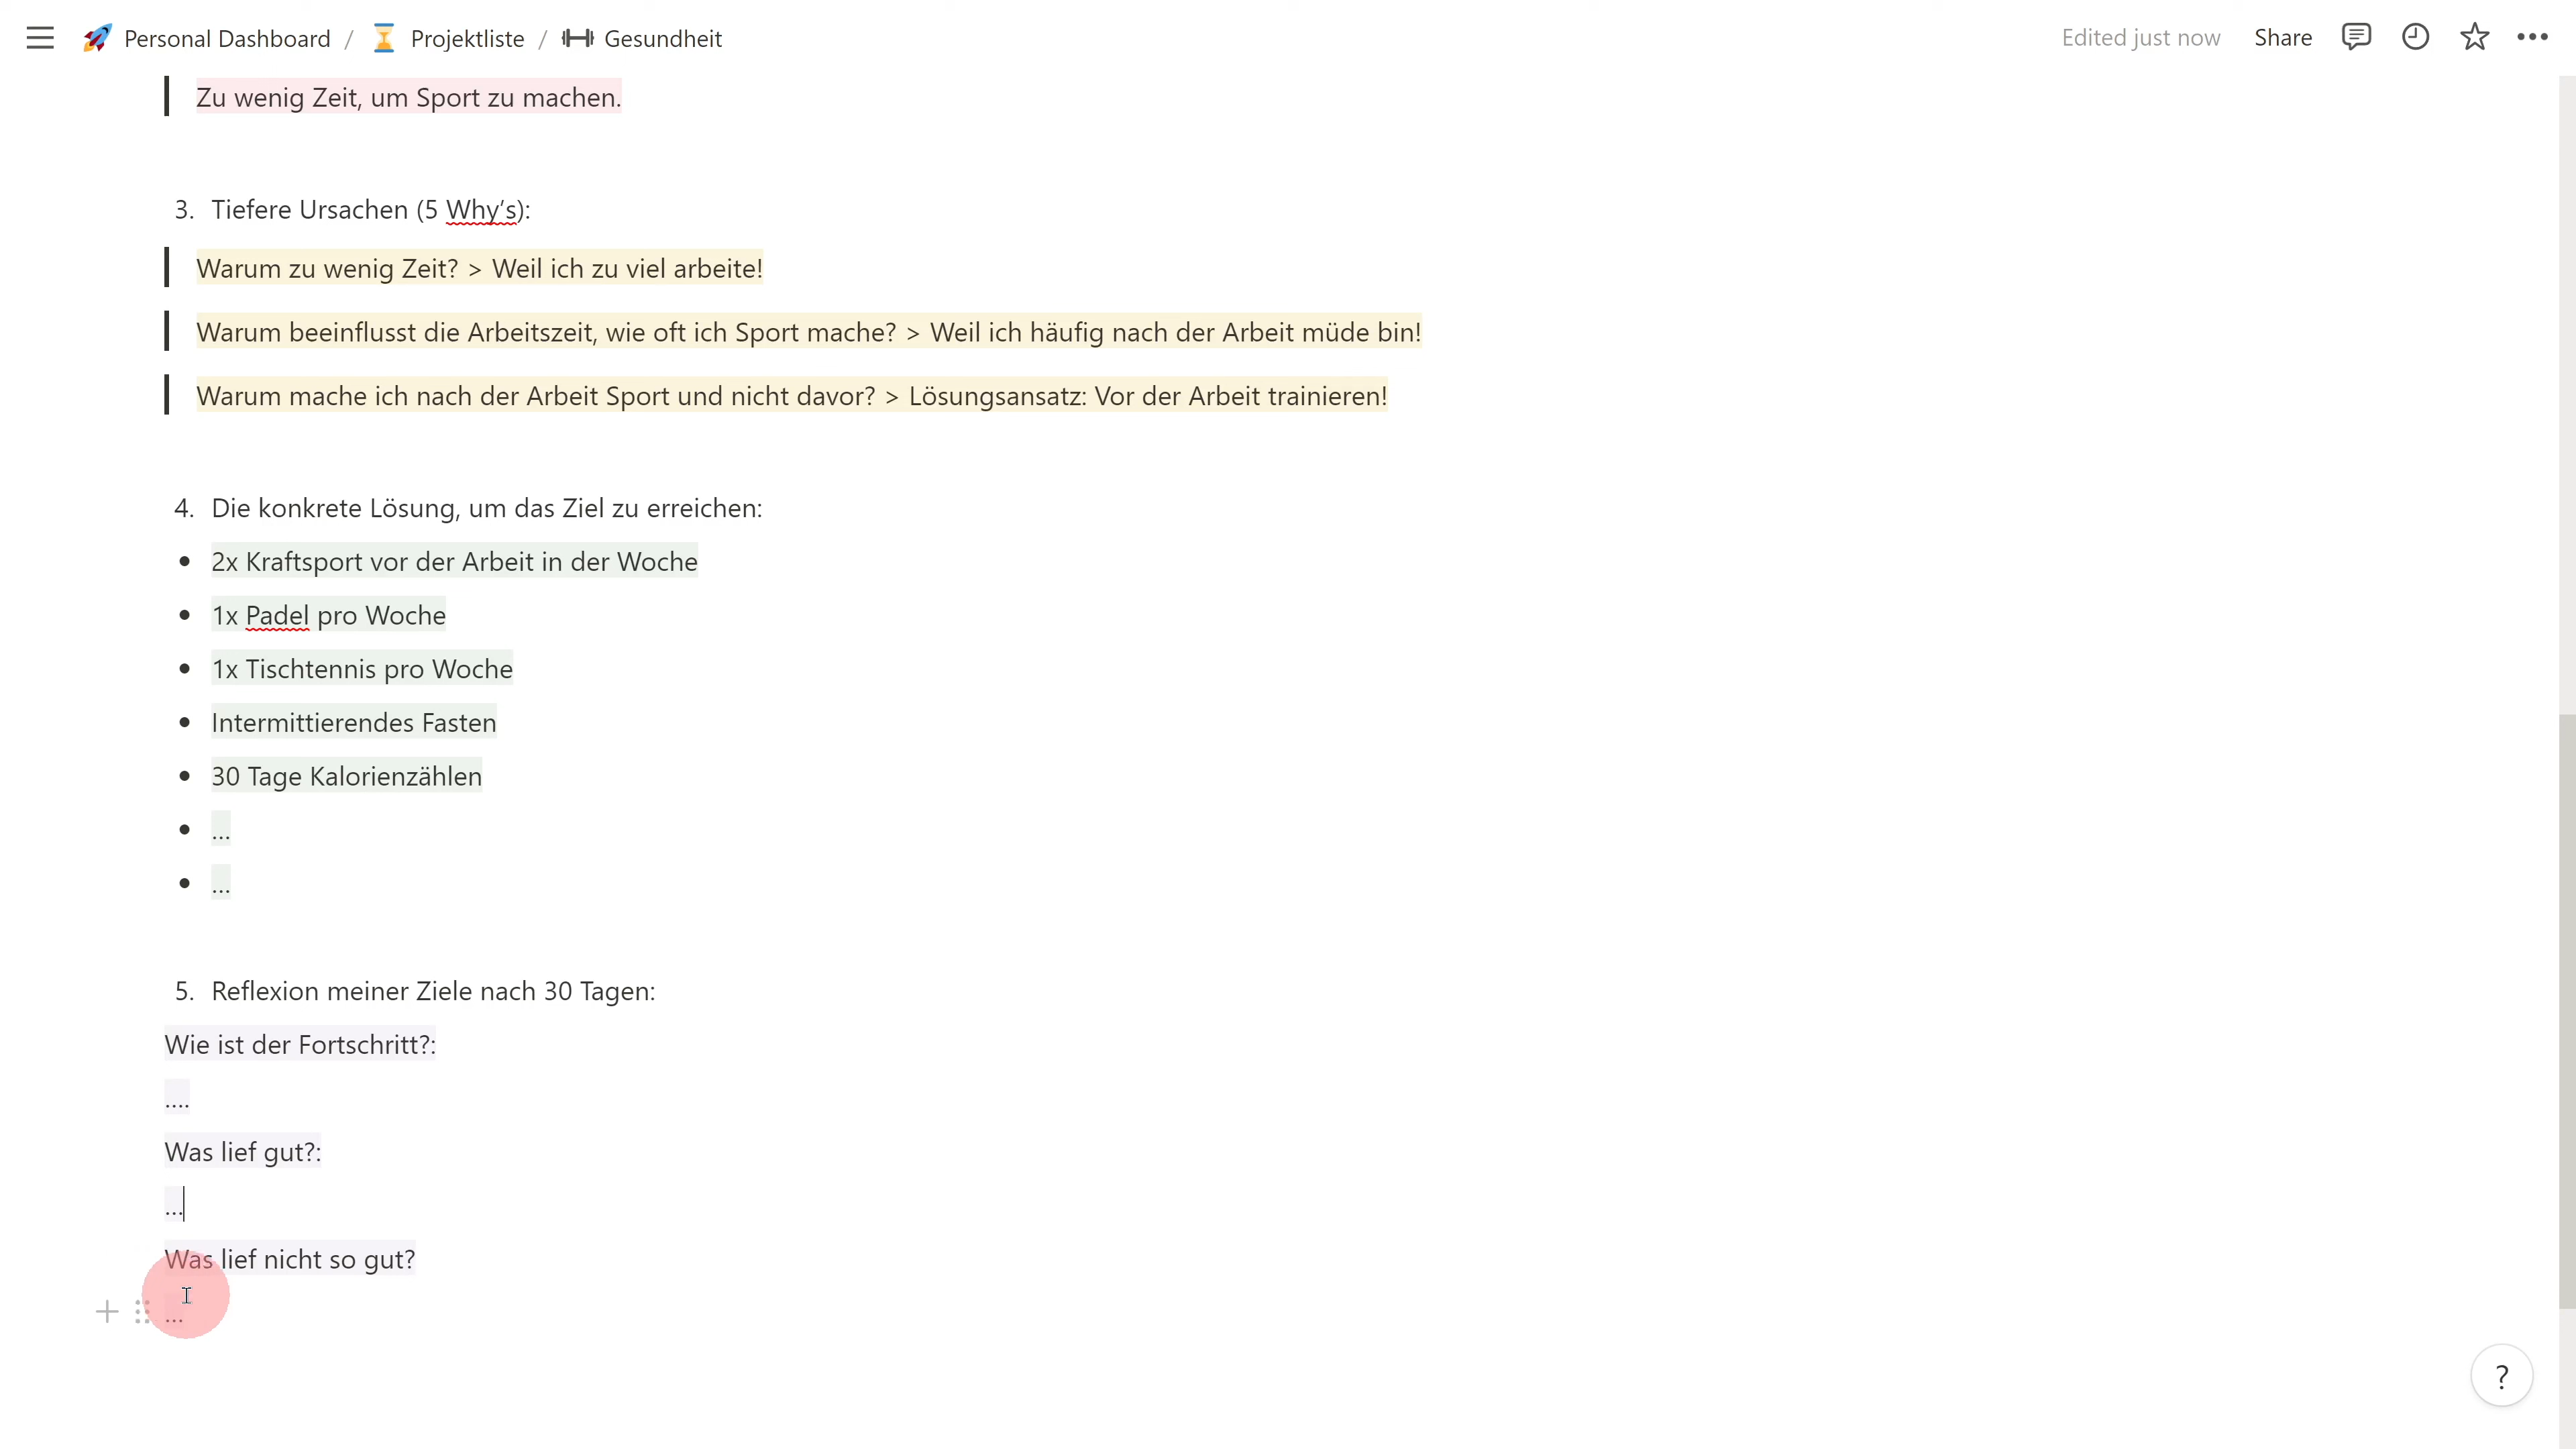 Personal Dashboard / Projektliste / Gesundheit
Edited just now Share
Zu wenig Zeit, um Sport zu machen.
3. Tiefere Ursachen (5 Why's):
Warum zu wenig Zeit? > Weil ich zu viel arbeite!
Warum beeinflusst die Arbeitszeit, wie oft ich Sport mache? > Weil ich häufig nach der Arbeit müde bin!
Warum mache ich nach der Arbeit Sport und nicht davor? > Lösungsansatz: Vor der Arbeit trainieren!
4. Die konkrete Lösung, um das Ziel zu erreichen:
• 2x Kraftsport vor der Arbeit in der Woche
• 1x Padel pro Woche
• 1x Tischtennis pro Woche
• Intermittierendes Fasten
• 30 Tage Kalorienzählen
• ...
• ...
5. Reflexion meiner Ziele nach 30 Tagen:
Wie ist der Fortschritt?:
....
Was lief gut?:
...
Was lief nicht so gut?
...
?